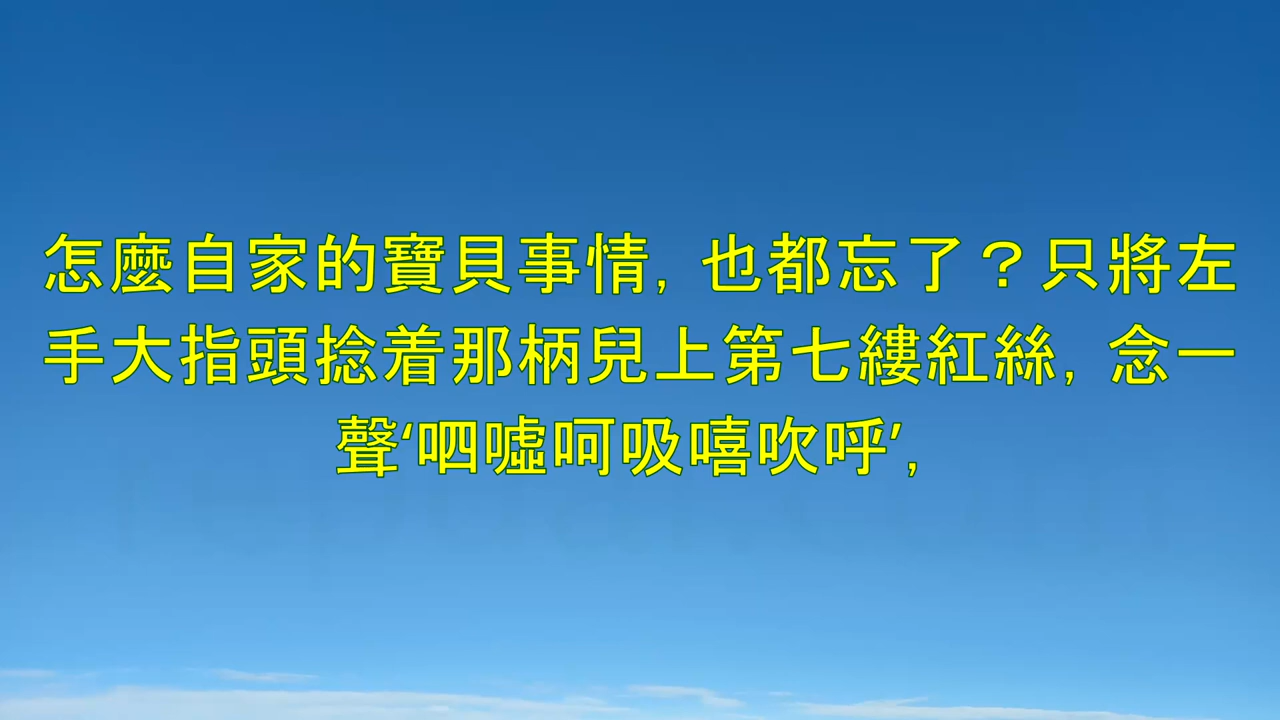 怎麼自家的寶貝事情，也都忘了？只將左
手大指頭捻着那柄兒上第七縷紅絲，念一
聲‘呬噓呵吸嘻吹呼’，